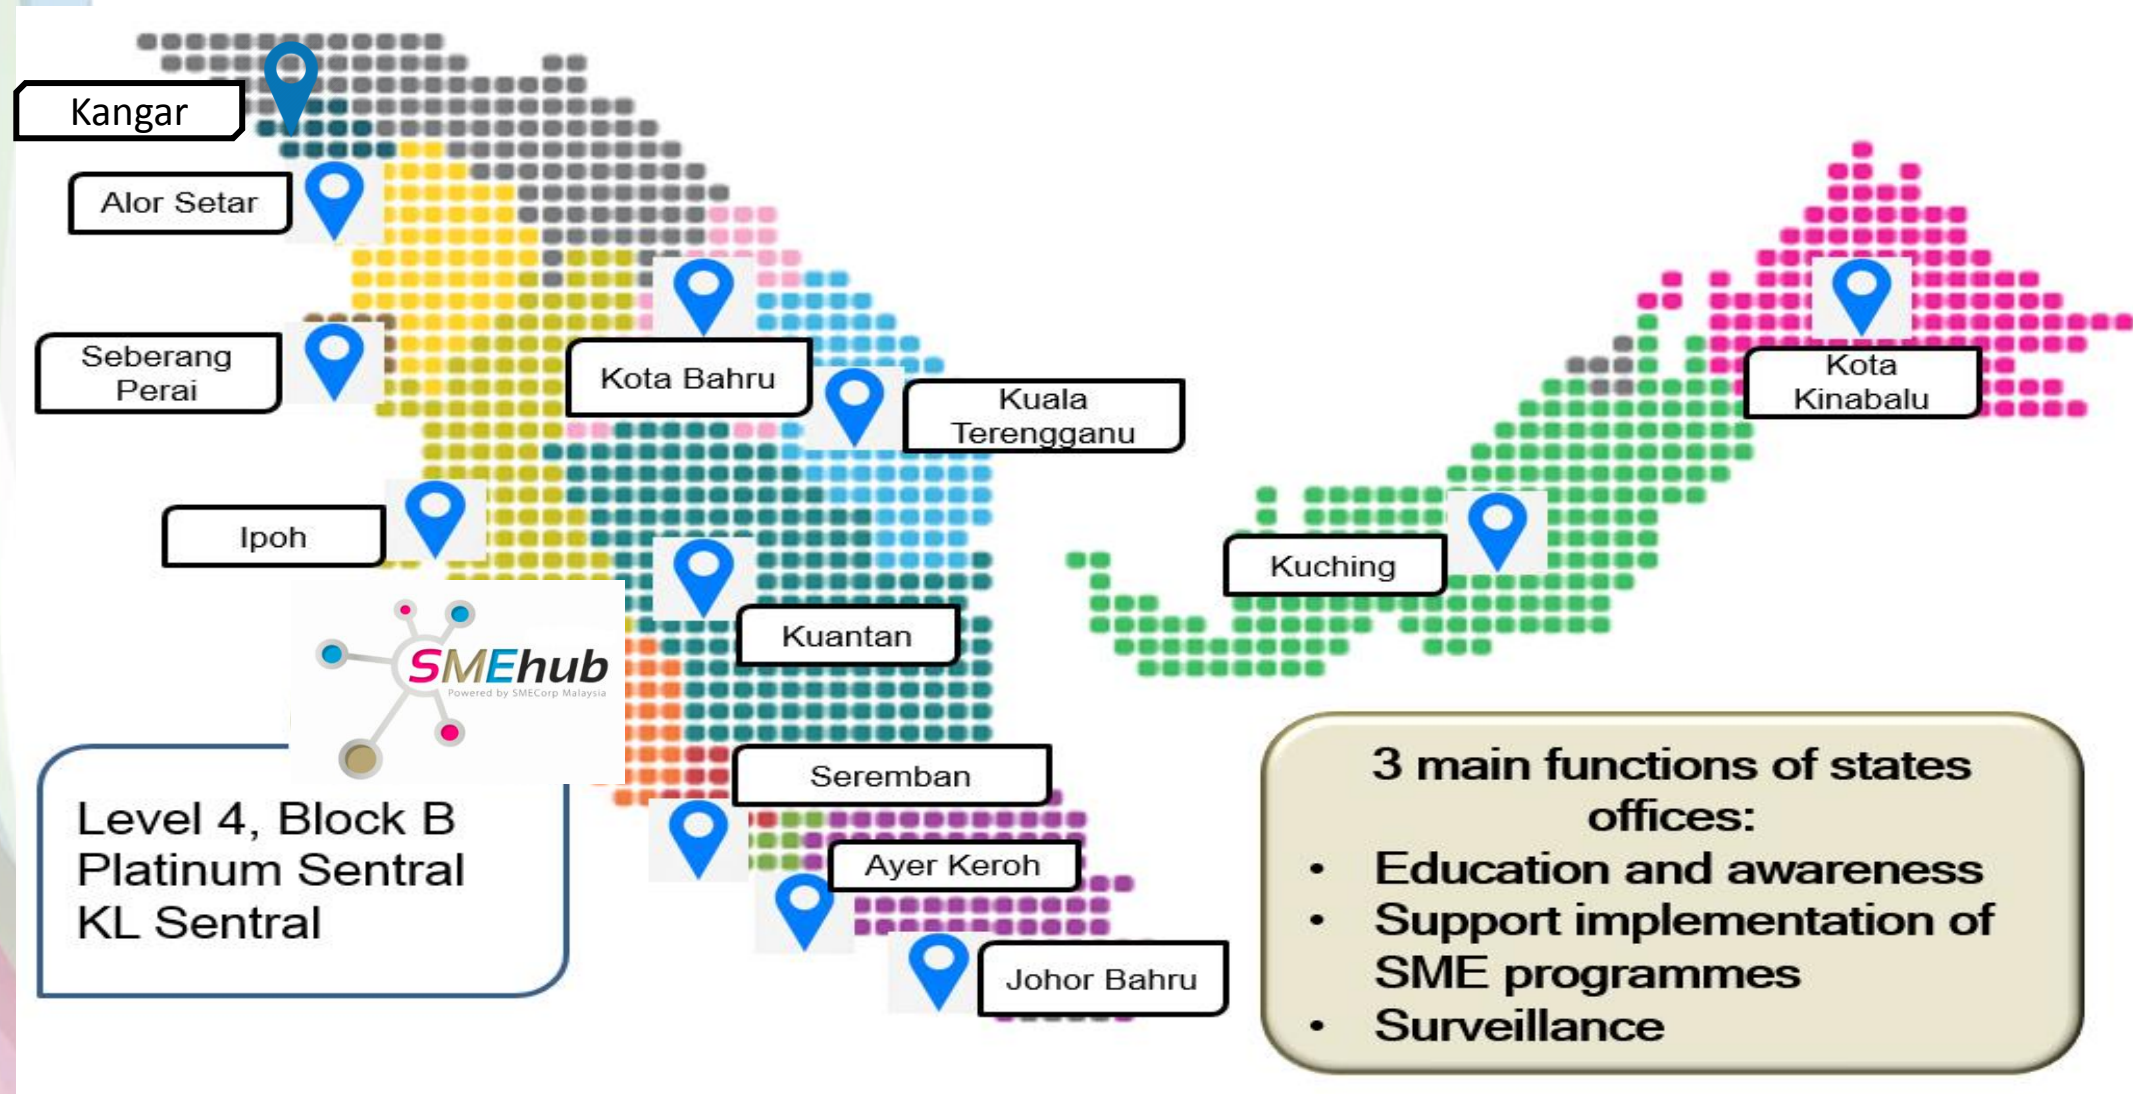 Kangar
Alor Setar
Seberang
Perai
Kota Bahru
Kuala
Terengganu
Kota
Kinabalu
Ipoh
Kuching
Kuantan
SMEhub
Powered by SMECorp Malaysia
Seremban
Ayer Keroh
Johor Bahru
Level 4, Block B
Platinum Sentral
KL Sentral
3 main functions of states
offices:
• Education and awareness
• Support implementation of
SME programmes
• Surveillance